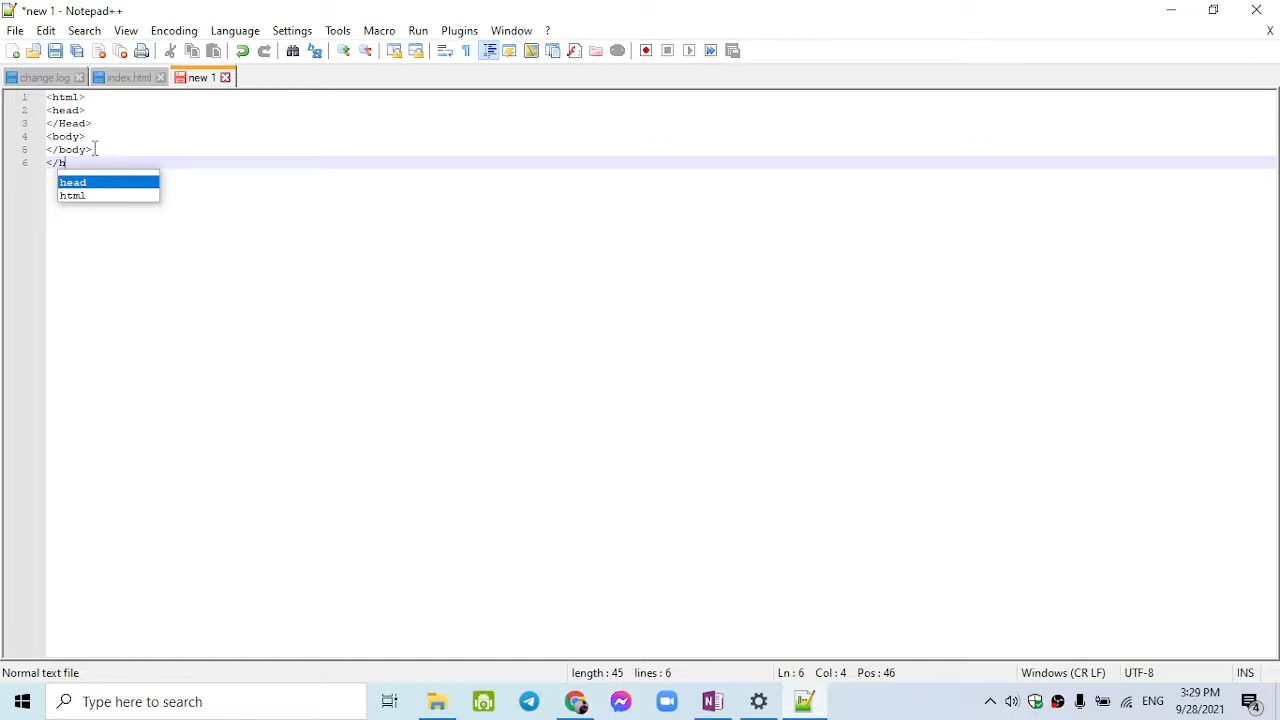 *new 1 - Notepad++
File Edit Search View Encoding Language Settings Tools Macro Run Plugins Window ? X
change.log index.html new 1
1 <html>
2 <head>
3 </Head>
4 <body>
5 </body>
6 </h
head
html
Normal text file length : 45 lines : 6 Ln : 6 Col : 4 Pos : 46 Windows (CR LF) UTF-8 INS
Type here to search ENG 3:29 PM
9/28/2021 4